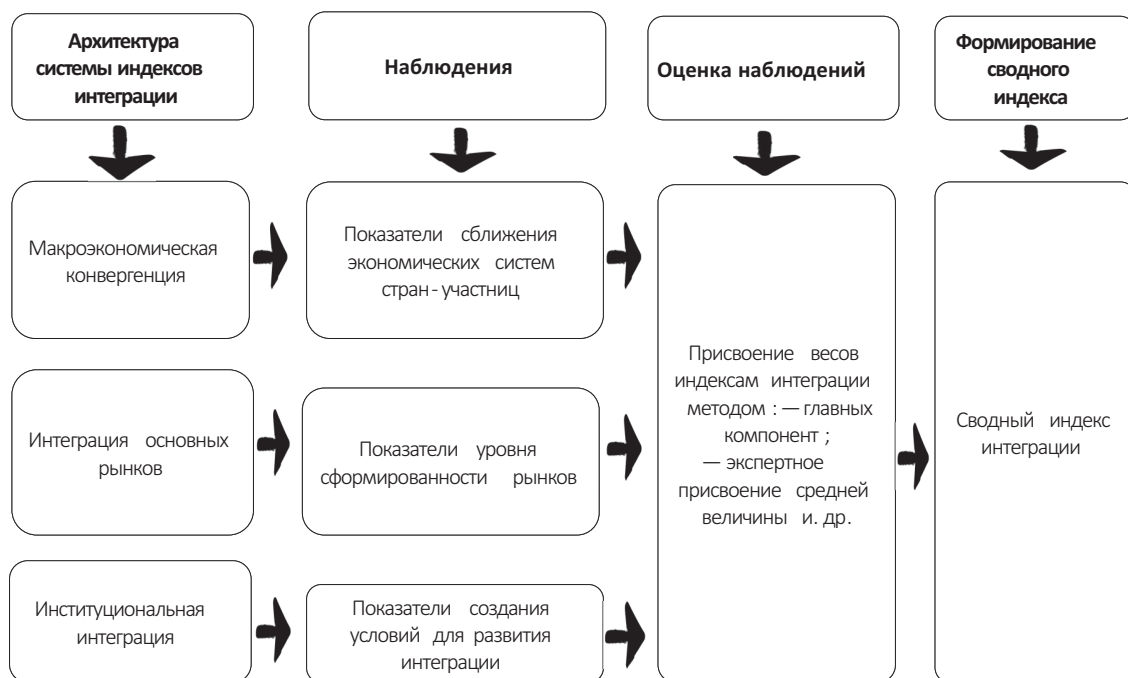 Архитектура
системы индексов
интеграции
Наблюдения
Оценка наблюдений
Формирование
сводного
индекса
Макроэкономическая
конвергенция
Показатели сближения
экономических систем
стран - участниц
Интеграция основных
рынков
Показатели уровня
сформированности рынков
Институциональная
интеграция
Показатели создания
условий для развития
интеграции
Присвоение весов
индексам интеграции
методом : — главных
компонент ;
— экспертное
присвоение средней
величины и. др.
Сводный индекс
интеграции